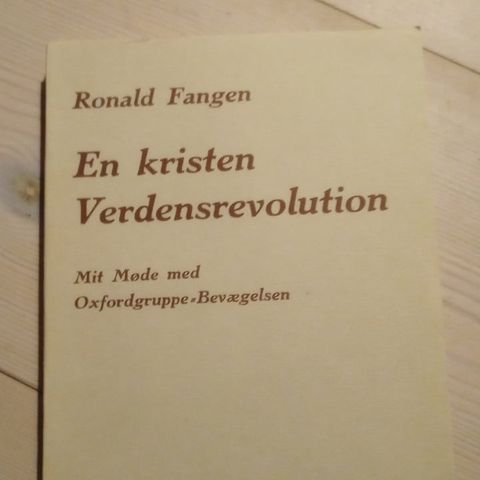 Ronald Fangen
En kristen
Verdensrevolution
Mit Møde med
Oxfordgruppe-Bevægelsen